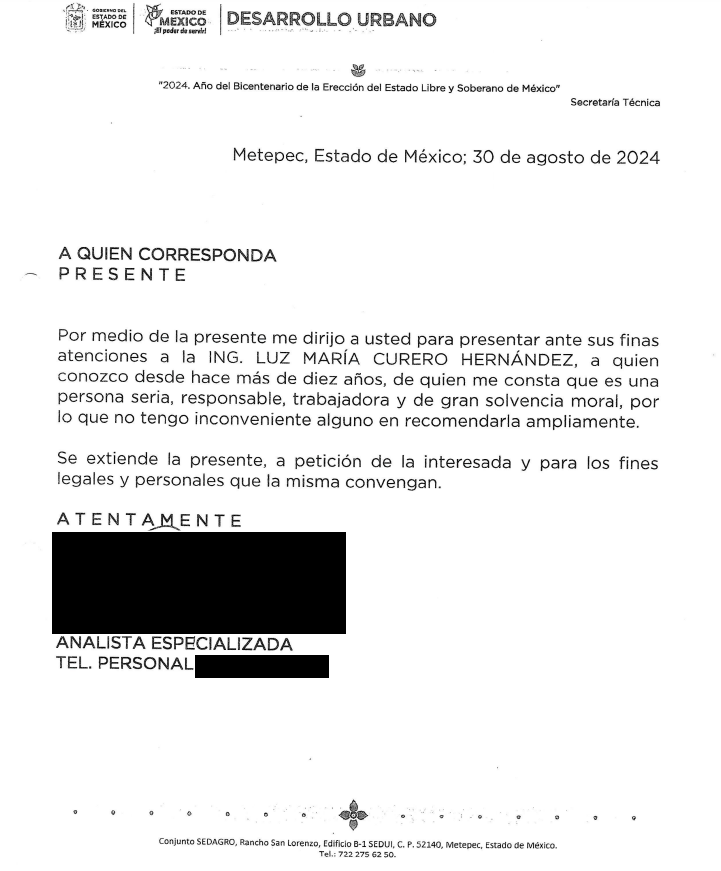 GOBIERNO DEL
ESTADO DE
MÉXICO
ESTADO DE
MÉXICO
¡El poder de servir!
DESARROLLO URBANO
"2024. Año del Bicentenario de la Erección del Estado Libre y Soberano de México"
Secretaría Técnica
Metepec, Estado de México; 30 de agosto de 2024
A QUIEN CORRESPONDA
P R E S E N T E
Por medio de la presente me dirijo a usted para presentar ante sus finas
atenciones a la ING. LUZ MARÍA CURERO HERNÁNDEZ, a quien
conozco desde hace más de diez años, de quien me consta que es una
persona seria, responsable, trabajadora y de gran solvencia moral, por
lo que no tengo inconveniente alguno en recomendarla ampliamente.
Se extiende la presente, a petición de la interesada y para los fines
legales y personales que la misma convengan.
A T E N T A M E N T E
ANALISTA ESPECIALIZADA
TEL. PERSONAL
Conjunto SEDAGRO, Rancho San Lorenzo, Edificio B-1 SEDUI, C. P. 52140, Metepec, Estado de México.
Tel.: 722 275 62 50.